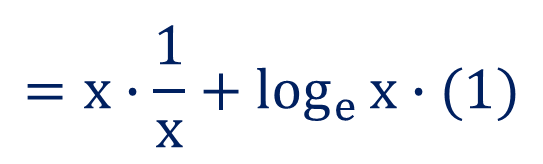 = x · 1/x + logₑ x · (1)